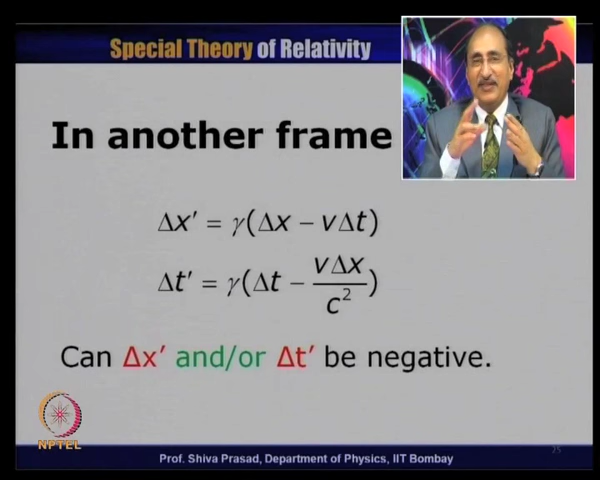 Special Theory of Relativity
In another frame
Δx′ = γ(Δx − vΔt)
Δt′ = γ(Δt − vΔx/c²)
Can Δx′ and/or Δt′ be negative.
NPTEL
Prof. Shiva Prasad, Department of Physics, IIT Bombay
25